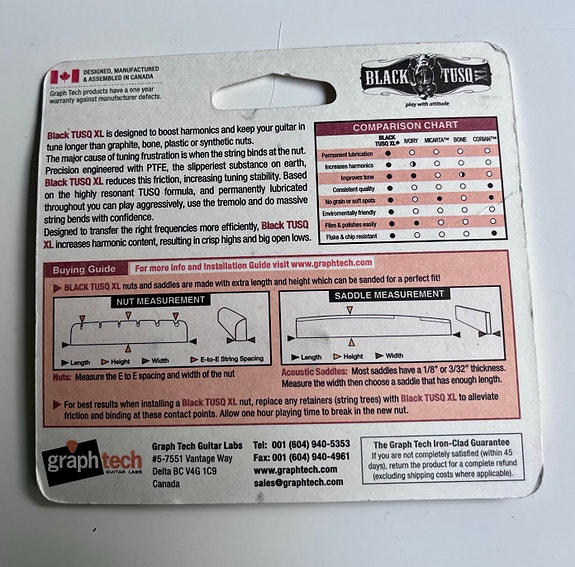 DESIGNED, MANUFACTURED
& ASSEMBLED IN CANADA
Graph Tech products have a one year
warranty against manufacturer defects.
BLACK TUSQ XL
play with attitude
Black TUSQ XL is designed to boost harmonics and keep your guitar in
tune longer than graphite, bone, plastic or synthetic nuts.
The major cause of tuning frustration is when the string binds at the nut.
Precision engineered with PTFE, the slipperiest substance on earth,
Black TUSQ XL reduces this friction, increasing tuning stability. Based
on the highly resonant TUSQ formula, and permanently lubricated
throughout you can play aggressively, use the tremolo and do massive
string bends with confidence.
Designed to transfer the right frequencies more efficiently, Black TUSQ
XL increases harmonic content, resulting in crisp highs and big open lows.
COMPARISON CHART
BLACK TUSQ XL® IVORY MICARTA™ BONE CORIAN™
Permanent lubrication
Increases harmonics
Improves tone
Consistent quality
No grain or soft spots
Enviromentally friendly
Files & polishes easily
Flake & chip resistant
Buying Guide
For more info and Installation Guide visit www.graphtech.com
BLACK TUSQ XL nuts and saddles are made with extra length and height which can be sanded for a perfect fit!
NUT MEASUREMENT
Length Height Width E-to-E String Spacing
Nuts: Measure the E to E spacing and width of the nut
SADDLE MEASUREMENT
Length Height Width
Acoustic Saddles: Most saddles have a 1/8" or 3/32" thickness.
Measure the width then choose a saddle that has enough length.
For best results when installing a Black TUSQ XL nut, replace any retainers (string trees) with Black TUSQ XL to alleviate
friction and binding at these contact points. Allow one hour playing time to break in the new nut.
graph tech
GUITAR LABS
Graph Tech Guitar Labs
#5-7551 Vantage Way
Delta BC V4G 1C9
Canada
Tel: 001 (604) 940-5353
Fax: 001 (604) 940-4961
www.graphtech.com
sales@graphtech.com
The Graph Tech Iron-Clad Guarantee
If you are not completely satisfied (within 45
days), return the product for a complete refund
(excluding shipping costs where applicable).